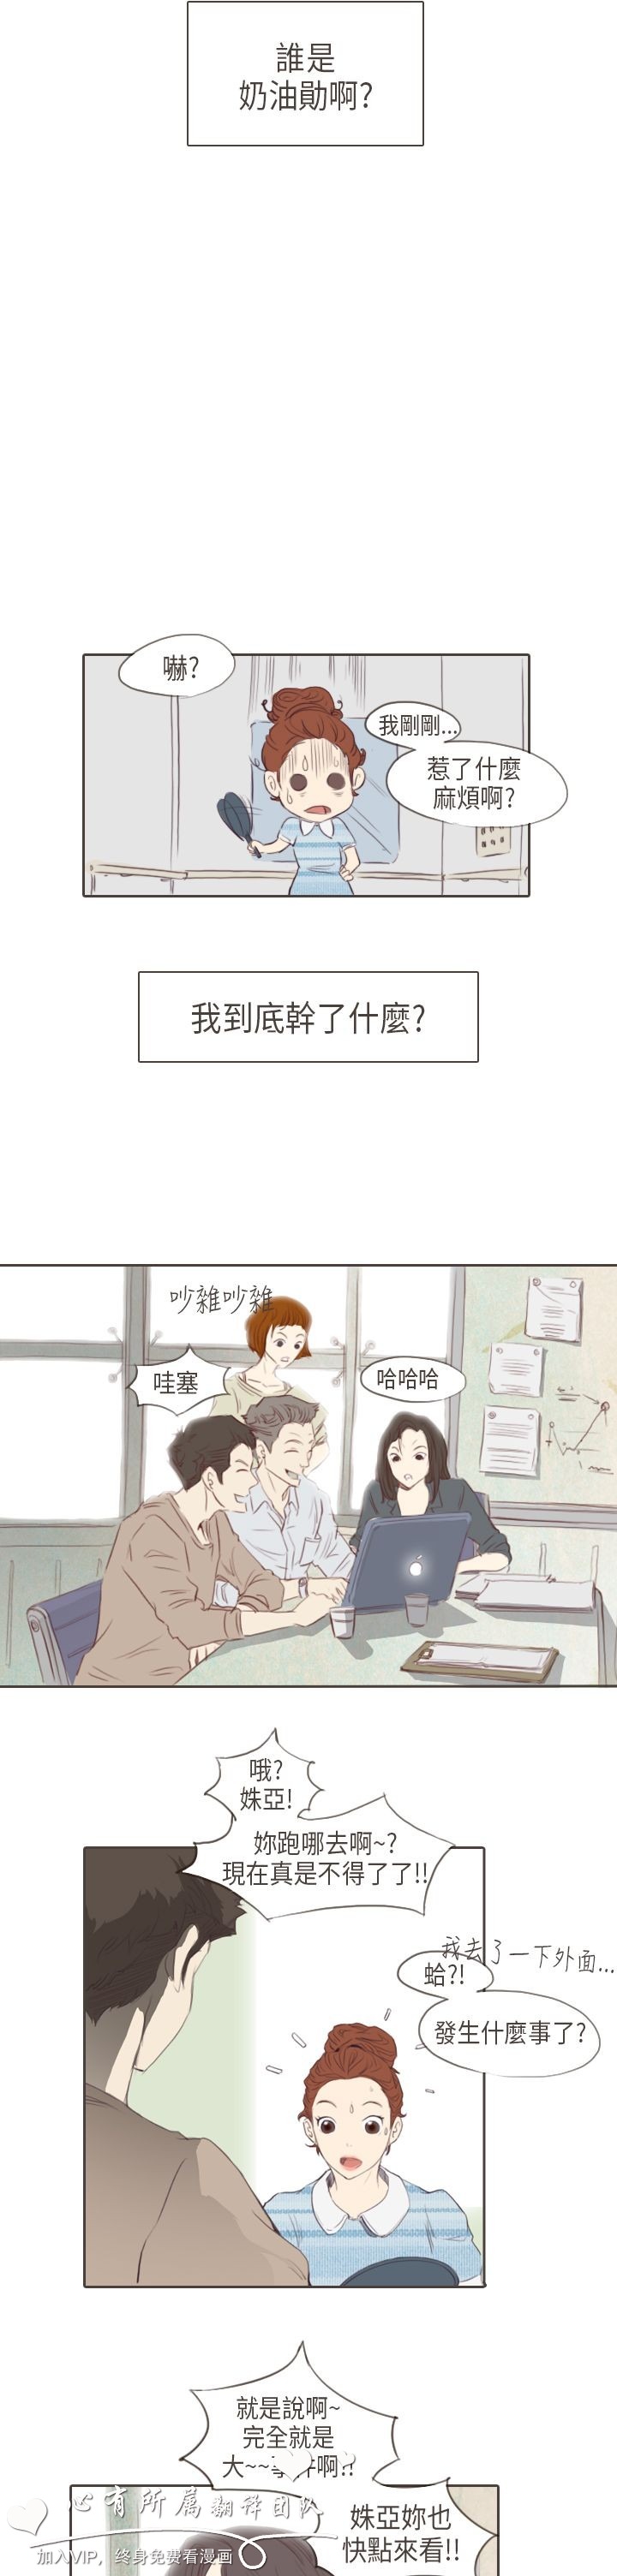 誰是
奶油勛啊?
嚇?
我剛剛...
惹了什麼
麻煩啊?
我到底幹了什麼?
吵雜吵雜
哇塞
哈哈哈
哦?
姝亞!
妳跑哪去啊~?
現在真是不得了了!!
我去了一下外面...
蛤?!
發生什麼事了?
就是說啊~
完全就是
大~~事件啊!!
姝亞妳也
快點來看!!
心有所属翻译团队
加入VIP，终身免费看漫画